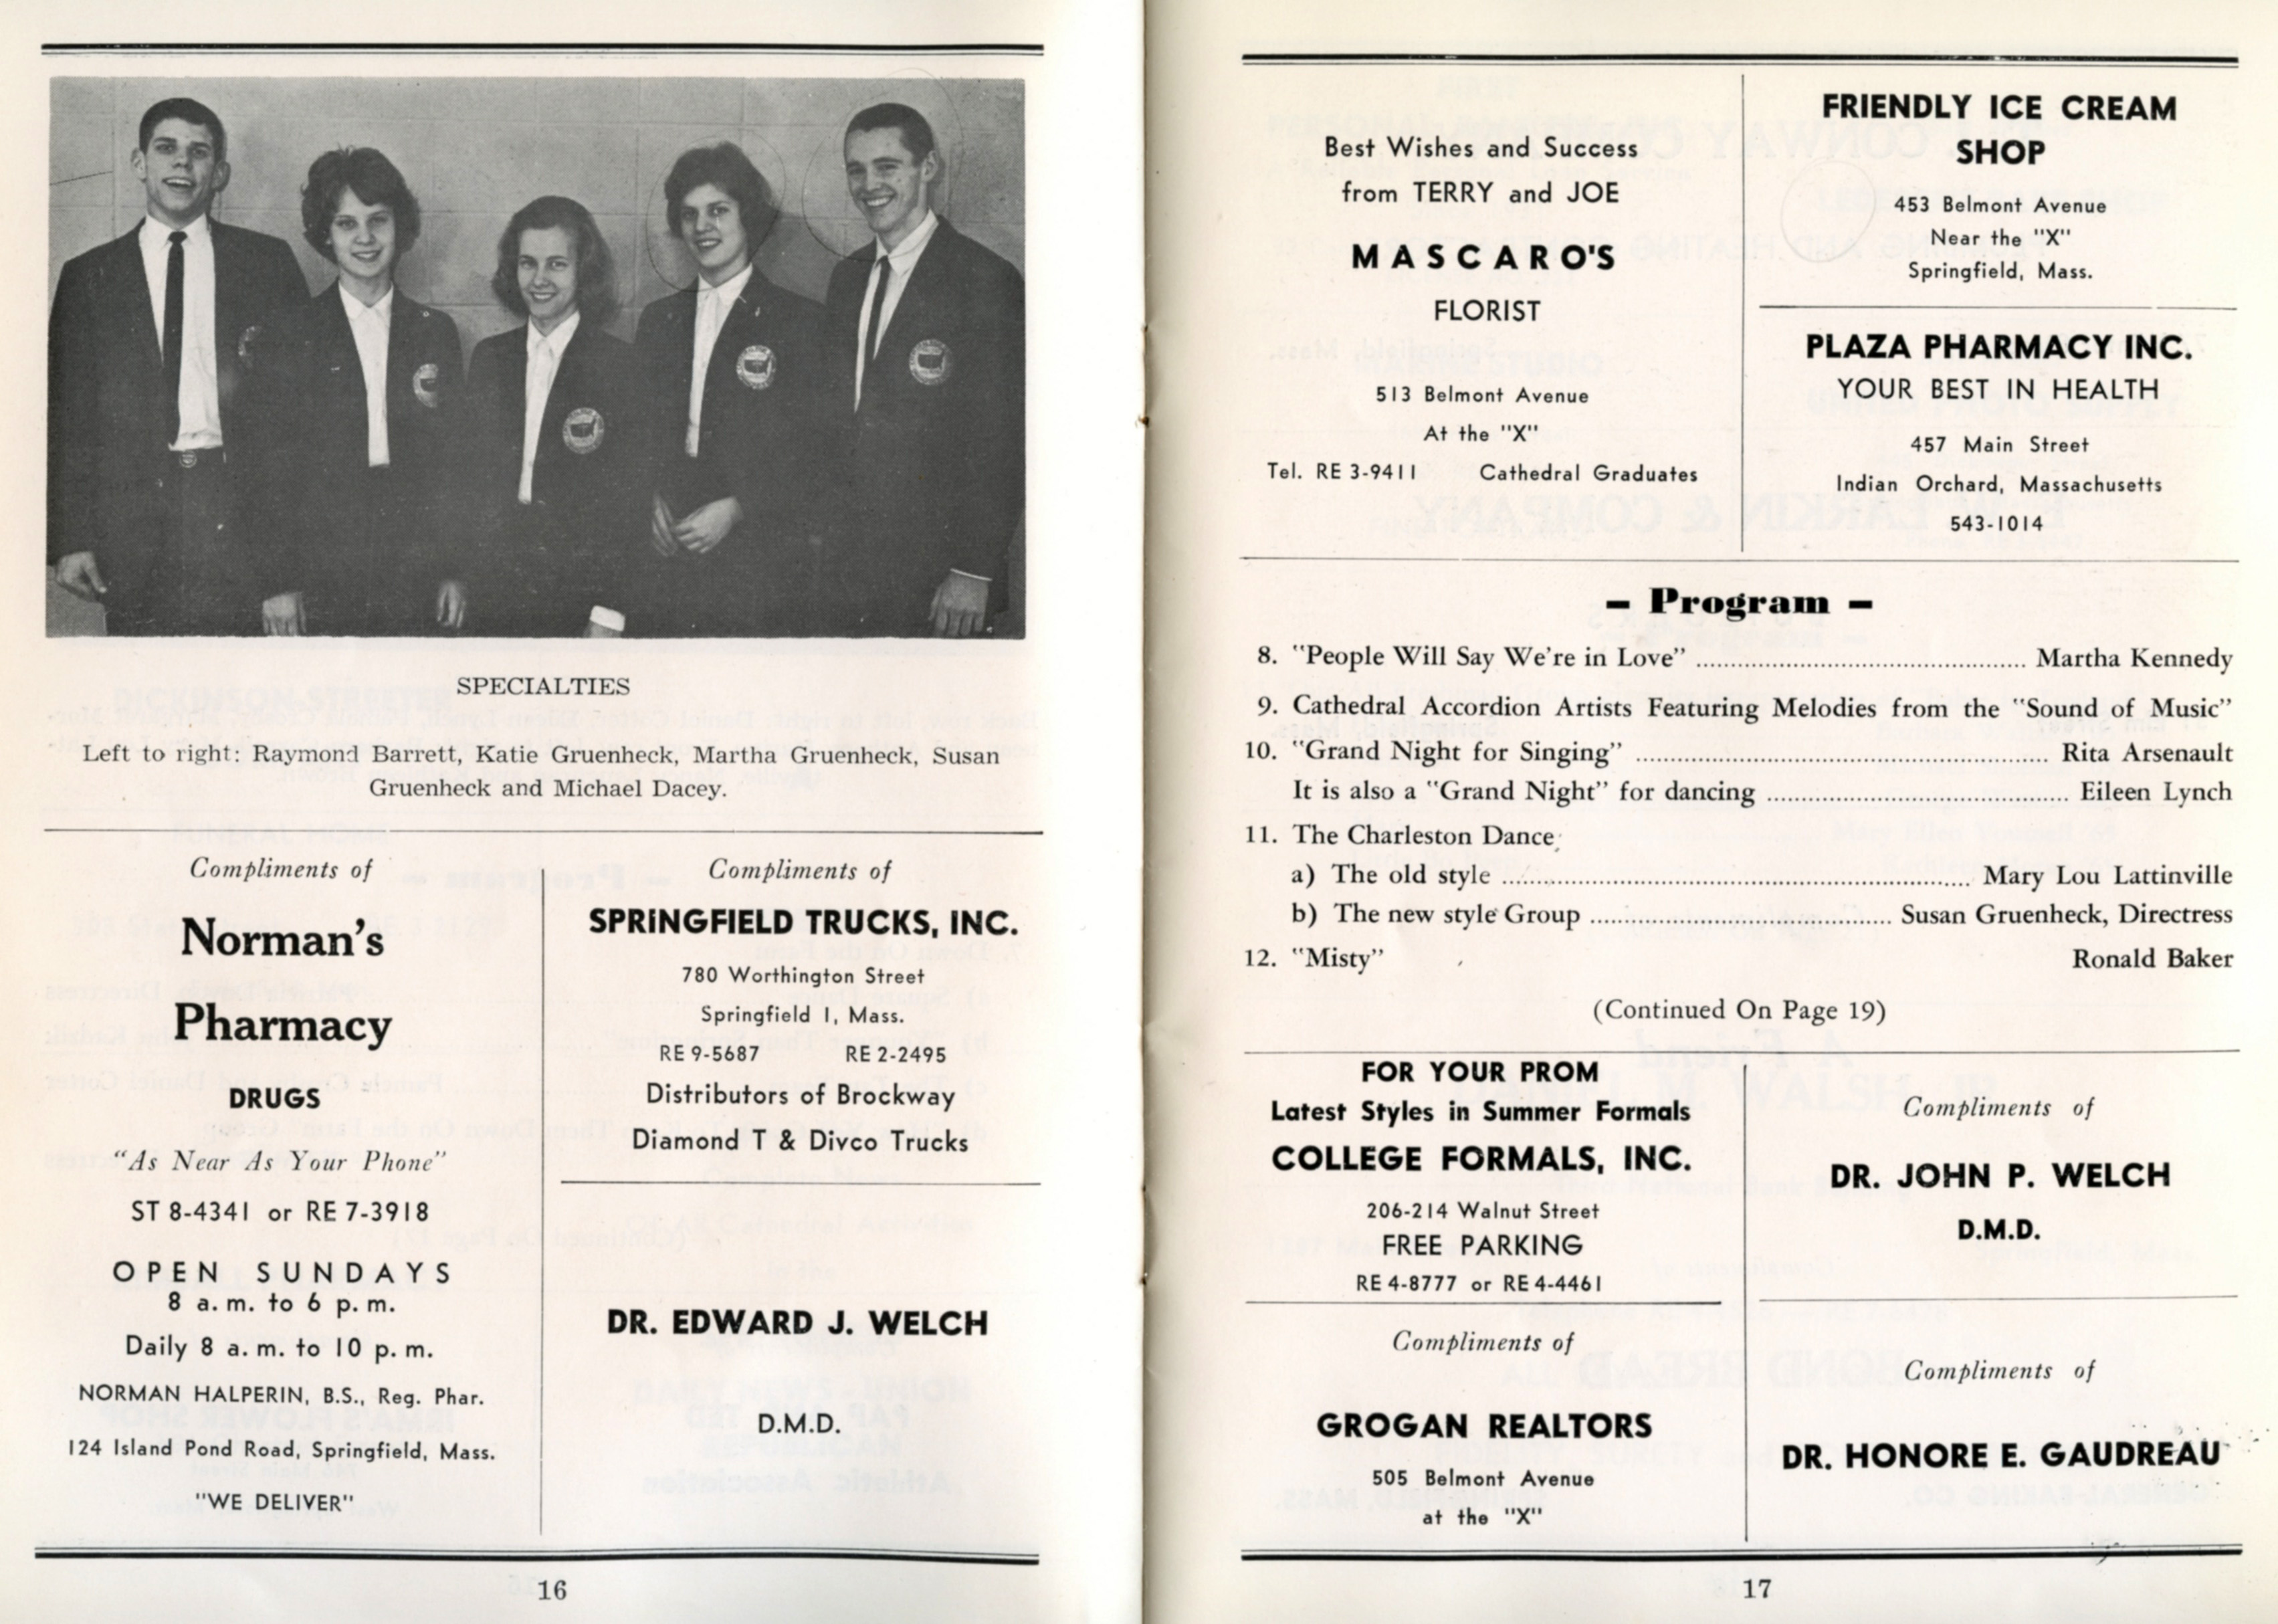 SPECIALTIES
Left to right: Raymond Barrett, Katie Gruenheck, Martha Gruenheck, Susan
Gruenheck and Michael Dacey.
Compliments of
Norman's
Pharmacy
DRUGS
"As Near As Your Phone"
ST 8-4341 or RE 7-3918
OPEN SUNDAYS
8 a. m. to 6 p. m.
Daily 8 a. m. to 10 p. m.
NORMAN HALPERIN, B.S., Reg. Phar.
124 Island Pond Road, Springfield, Mass.
"WE DELIVER"
Compliments of
SPRINGFIELD TRUCKS, INC.
780 Worthington Street
Springfield 1, Mass.
RE 9-5687 RE 2-2495
Distributors of Brockway
Diamond T & Divco Trucks
DR. EDWARD J. WELCH
D.M.D.
16
Best Wishes and Success
from TERRY and JOE
MASCARO'S
FLORIST
513 Belmont Avenue
At the "X"
Tel. RE 3-9411 Cathedral Graduates
FRIENDLY ICE CREAM
SHOP
453 Belmont Avenue
Near the "X"
Springfield, Mass.
PLAZA PHARMACY INC.
YOUR BEST IN HEALTH
457 Main Street
Indian Orchard, Massachusetts
543-1014
– Program –
8. "People Will Say We're in Love" ........ Martha Kennedy
9. Cathedral Accordion Artists Featuring Melodies from the "Sound of Music"
10. "Grand Night for Singing" ........ Rita Arsenault
It is also a "Grand Night" for dancing ........ Eileen Lynch
11. The Charleston Dance
a) The old style ........ Mary Lou Lattinville
b) The new style Group ........ Susan Gruenheck, Directress
12. "Misty" Ronald Baker
(Continued On Page 19)
FOR YOUR PROM
Latest Styles in Summer Formals
COLLEGE FORMALS, INC.
206-214 Walnut Street
FREE PARKING
RE 4-8777 or RE 4-4461
Compliments of
GROGAN REALTORS
505 Belmont Avenue
at the "X"
Compliments of
DR. JOHN P. WELCH
D.M.D.
Compliments of
DR. HONORE E. GAUDREAU
17